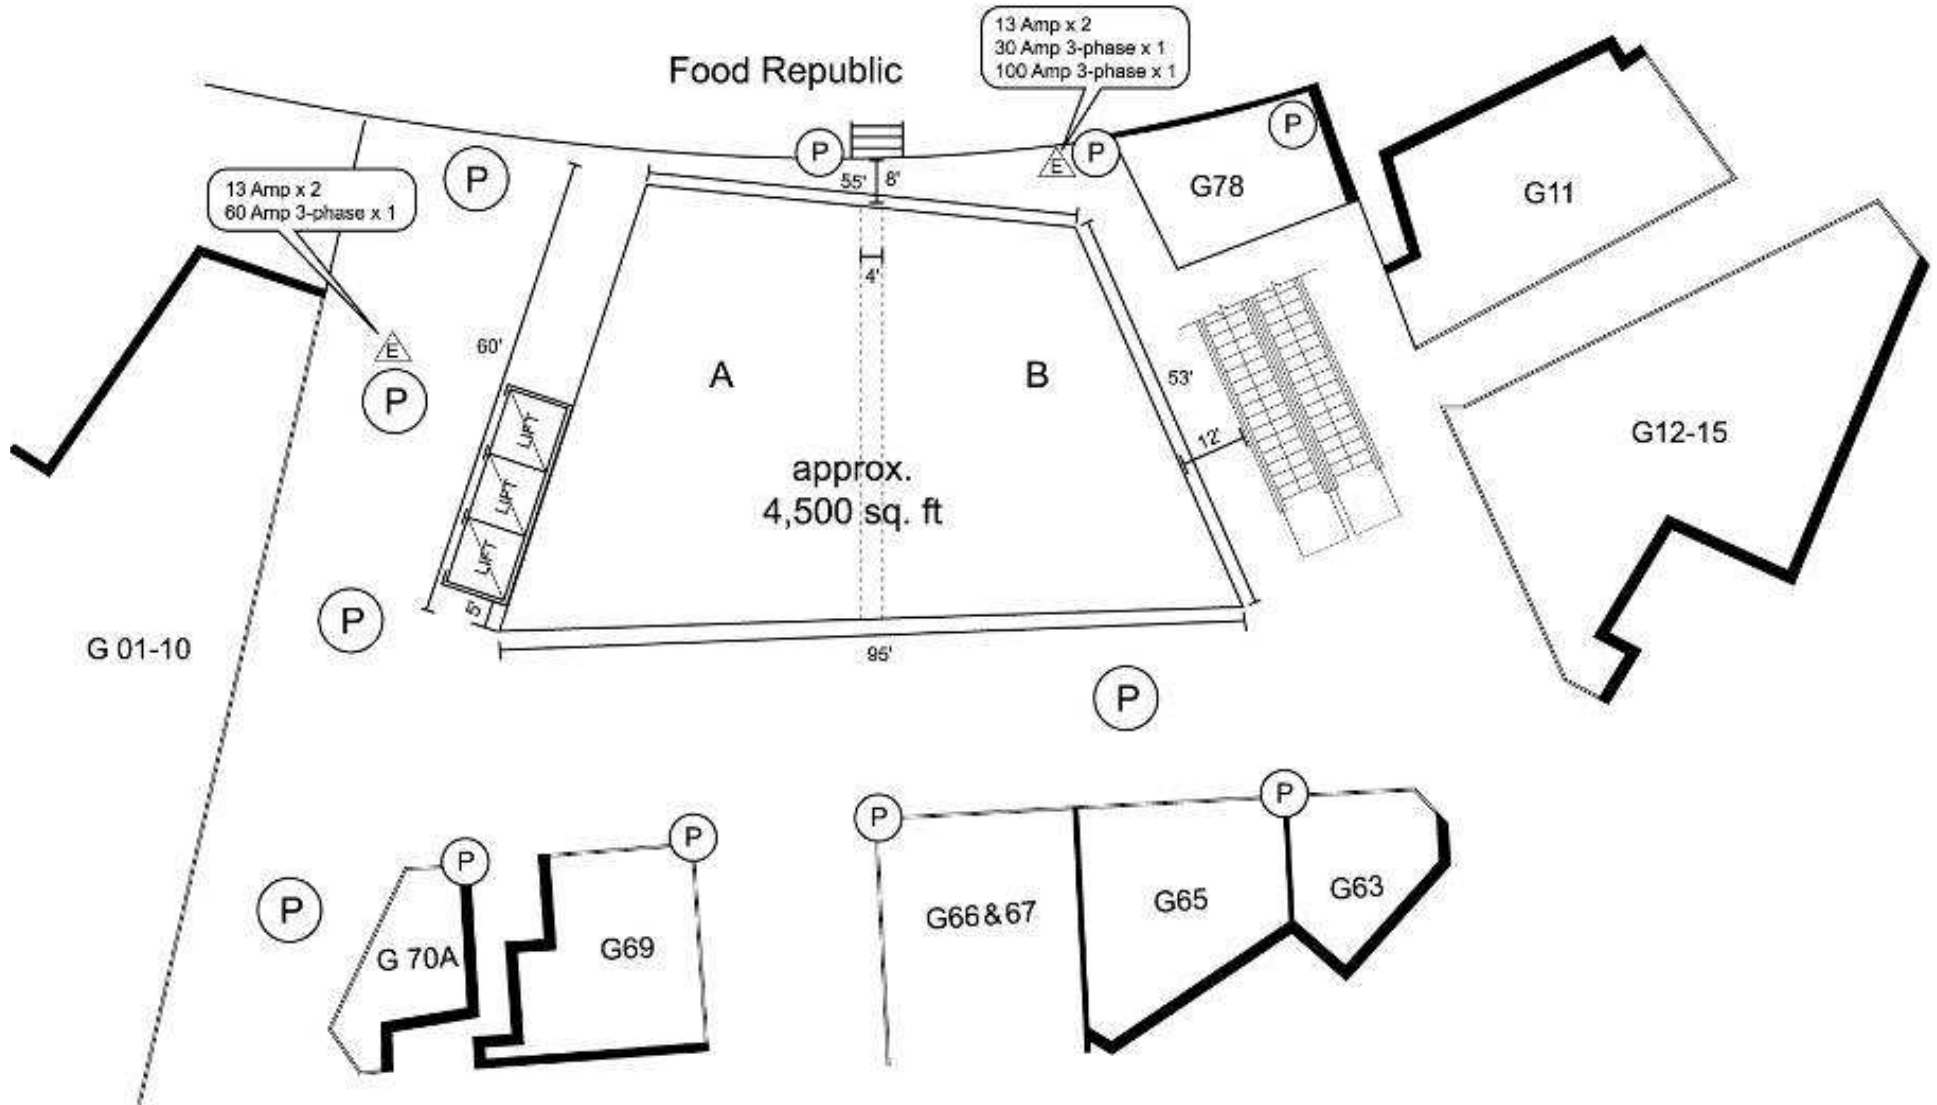 13 Amp x 2
30 Amp 3-phase x 1
100 Amp 3-phase x 1
Food Republic
P
P
P
P
E
G78
G11
13 Amp x 2
60 Amp 3-phase x 1
55'
8'
4'
E
P
60'
A
B
53'
12'
LIFT
LIFT
LIFT
approx.
4,500 sq. ft
G12-15
5'
P
G 01-10
95'
P
P
P
P
P
P
G 70A
G69
G66 & 67
G65
G63